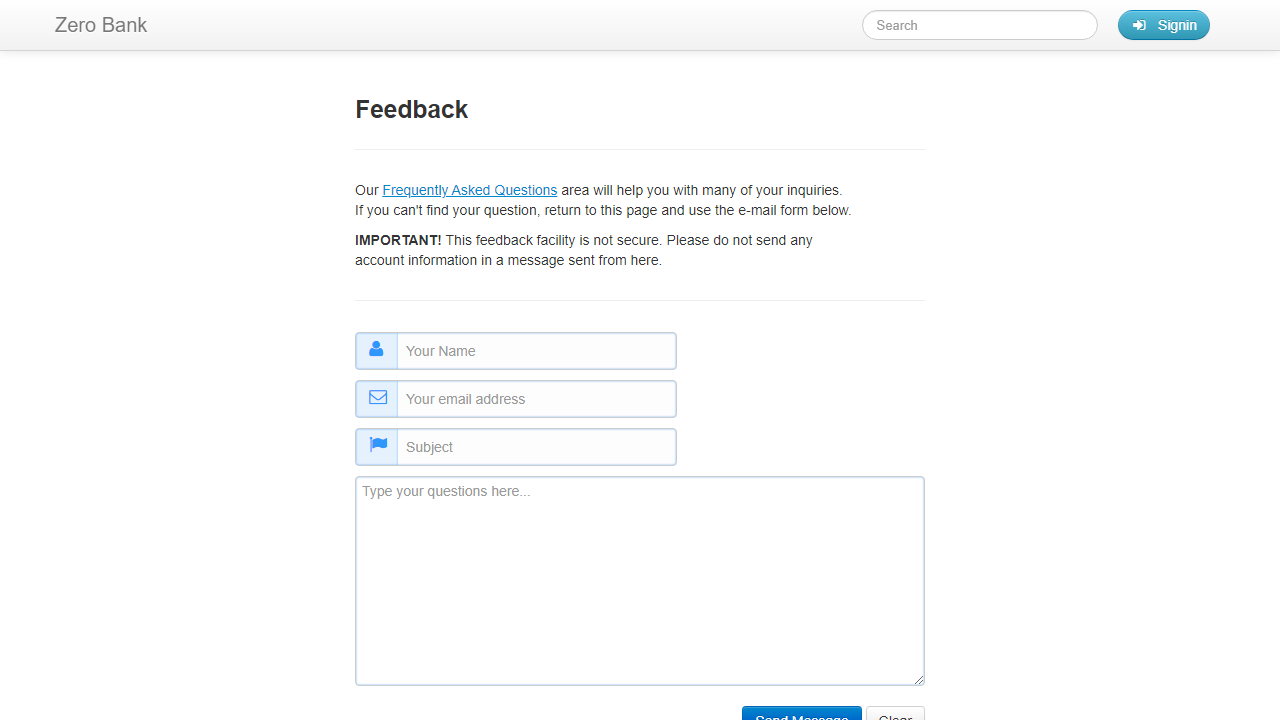 Zero Bank
Search
Signin
Feedback
Our Frequently Asked Questions area will help you with many of your inquiries.
If you can't find your question, return to this page and use the e-mail form below.
IMPORTANT! This feedback facility is not secure. Please do not send any
account information in a message sent from here.
Your Name
Your email address
Subject
Type your questions here...
Send Message
Clear